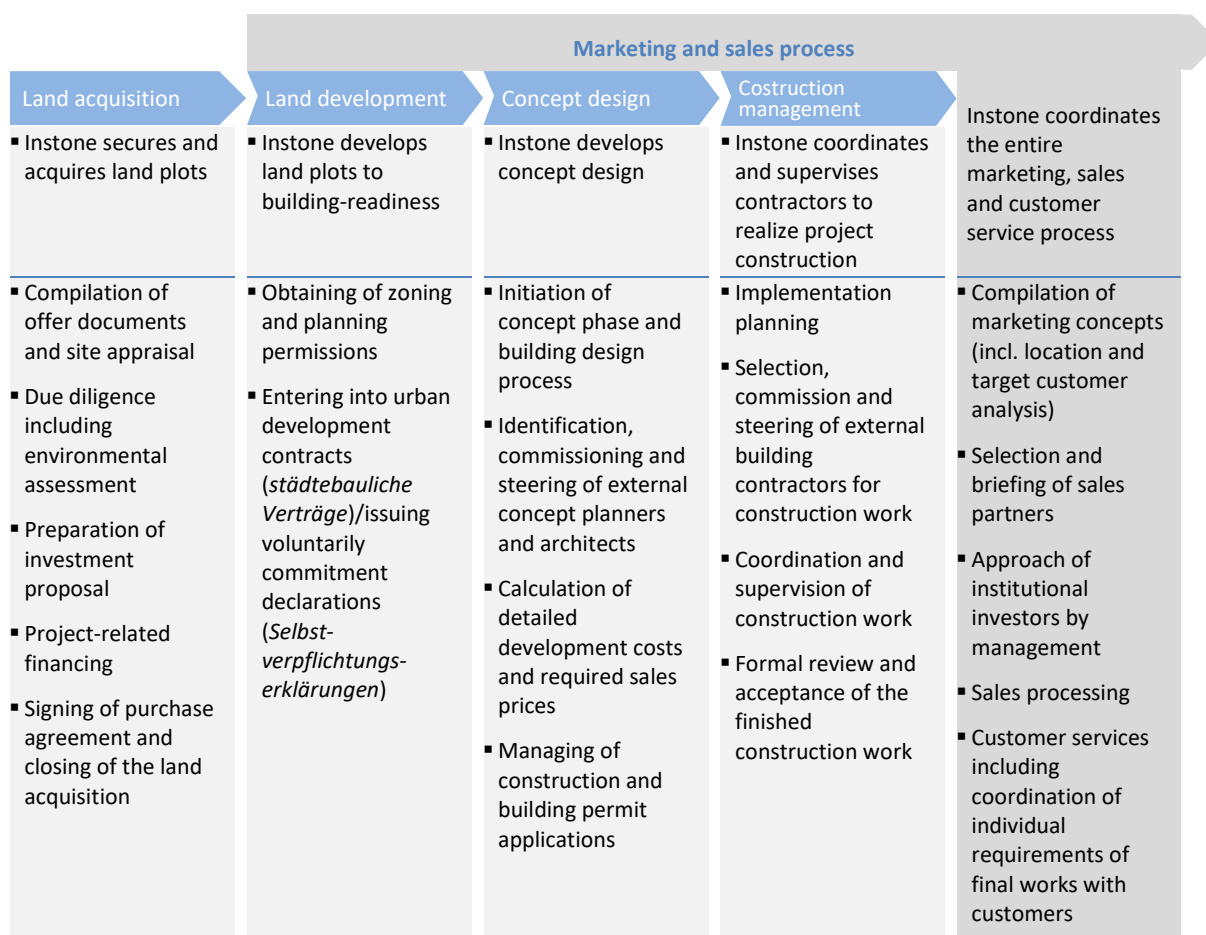 Marketing and sales process
Land acquisition
Instone secures and
acquires land plots
▪ Compilation of
offer documents
and site appraisal
▪ Due diligence
including
environmental
assessment
▪ Preparation of
investment
proposal
▪ Project-related
financing
▪ Signing of purchase
agreement and
closing of the land
acquisition
Land development
▪ Instone develops
land plots to
building-readiness
▪ Obtaining of zoning
and planning
permissions
▪ Entering into urban
development
contracts
(städtebauliche
Verträge)/issuing
voluntarily
commitment
declarations
(Selbst-
verpflichtungs-
erklärungen)
Concept design
▪ Instone develops
concept design
▪ Initiation of
concept phase and
building design
process
▪ Identification,
commissioning and
steering of external
concept planners
and architects
▪ Calculation of
detailed
development costs
and required sales
prices
▪ Managing of
construction and
building permit
applications
Costruction
management
▪ Instone coordinates
and supervises
contractors to
realize project
construction
▪ Implementation
planning
▪ Selection,
commission and
steering of external
building
contractors for
construction work
▪ Coordination and
supervision of
construction work
▪ Formal review and
acceptance of the
finished
construction work
Instone coordinates
the entire
marketing, sales
and customer
service process
▪ Compilation of
marketing concepts
(incl. location and
target customer
analysis)
▪ Selection and
briefing of sales
partners
▪ Approach of
institutional
investors by
management
▪ Sales processing
▪ Customer services
including
coordination of
individual
requirements of
final works with
customers